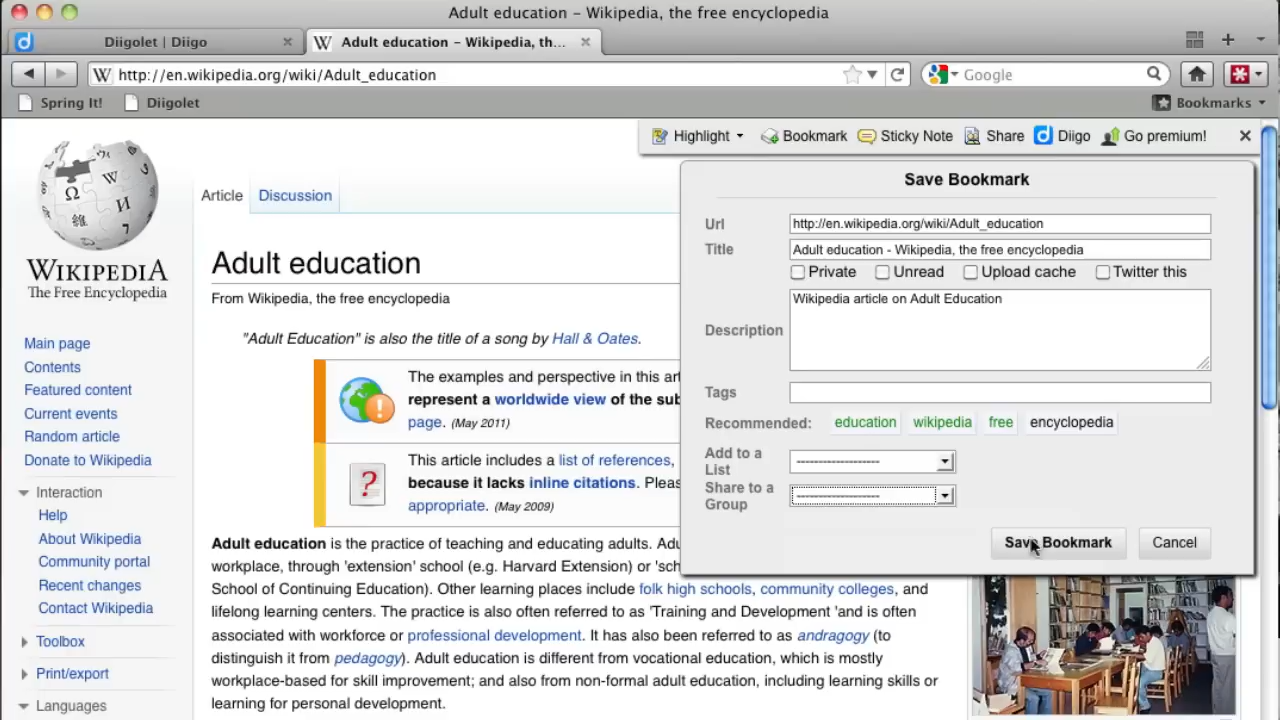 Adult education – Wikipedia, the free encyclopedia
Diigolet | Diigo
Adult education – Wikipedia, th...
http://en.wikipedia.org/wiki/Adult_education
Google
Spring It!
Diigolet
Bookmarks
Highlight
Bookmark
Sticky Note
Share
Diigo
Go premium!
Save Bookmark
Url
http://en.wikipedia.org/wiki/Adult_education
Title
Adult education - Wikipedia, the free encyclopedia
Private
Unread
Upload cache
Twitter this
Description
Wikipedia article on Adult Education
Tags
Recommended: education wikipedia free encyclopedia
Add to a
List
Share to a
Group
Save Bookmark
Cancel
WIKIPEDIA
The Free Encyclopedia
Main page
Contents
Featured content
Current events
Random article
Donate to Wikipedia
Interaction
Help
About Wikipedia
Community portal
Recent changes
Contact Wikipedia
Toolbox
Print/export
Languages
Article
Discussion
Adult education
From Wikipedia, the free encyclopedia
"Adult Education" is also the title of a song by Hall & Oates.
The examples and perspective in this art
represent a worldwide view of the sub
page. (May 2011)
This article includes a list of references,
because it lacks inline citations. Pleas
appropriate. (May 2009)
Adult education is the practice of teaching and educating adults. Adu
workplace, through 'extension' school (e.g. Harvard Extension) or 'sch
School of Continuing Education). Other learning places include folk high schools, community colleges, and
lifelong learning centers. The practice is also often referred to as 'Training and Development 'and is often
associated with workforce or professional development. It has also been referred to as andragogy (to
distinguish it from pedagogy). Adult education is different from vocational education, which is mostly
workplace-based for skill improvement; and also from non-formal adult education, including learning skills or
learning for personal development.